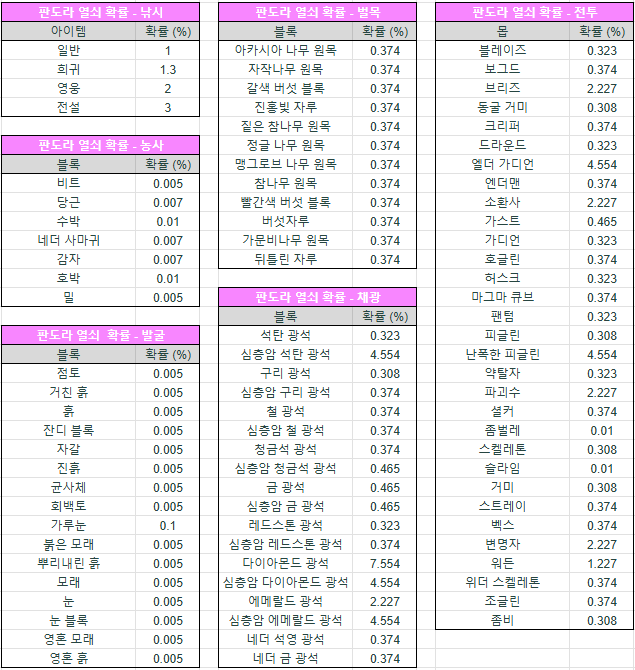 판도라 열쇠 확률 - 낚시
아이템 확률 (%)
일반 1
희귀 1.3
영웅 2
전설 3
판도라 열쇠 확률 - 농사
블록 확률 (%)
비트 0.005
당근 0.007
수박 0.01
네더 사마귀 0.007
감자 0.007
호박 0.01
밀 0.005
판도라 열쇠 확률 - 발굴
블록 확률 (%)
점토 0.005
거친 흙 0.005
흙 0.005
잔디 블록 0.005
자갈 0.005
진흙 0.005
균사체 0.005
회백토 0.005
가루눈 0.1
붉은 모래 0.005
뿌리내린 흙 0.005
모래 0.005
눈 0.005
눈 블록 0.005
영혼 모래 0.005
영혼 흙 0.005
판도라 열쇠 확률 - 벌목
블록 확률 (%)
아카시아 나무 원목 0.374
자작나무 원목 0.374
갈색 버섯 블록 0.374
진홍빛 자루 0.374
짙은 참나무 원목 0.374
정글 나무 원목 0.374
맹그로브 나무 원목 0.374
참나무 원목 0.374
빨간색 버섯 블록 0.374
버섯자루 0.374
가문비나무 원목 0.374
뒤틀린 자루 0.374
판도라 열쇠 확률 - 채광
블록 확률 (%)
석탄 광석 0.323
심층암 석탄 광석 4.554
구리 광석 0.308
심층암 구리 광석 0.374
철 광석 0.374
심층암 철 광석 0.374
청금석 광석 0.374
심층암 청금석 광석 0.465
금 광석 0.465
심층암 금 광석 0.465
레드스톤 광석 0.323
심층암 레드스톤 광석 0.374
다이아몬드 광석 7.554
심층암 다이아몬드 광석 4.554
에메랄드 광석 2.227
심층암 에메랄드 광석 4.554
네더 석영 광석 0.374
네더 금 광석 0.374
판도라 열쇠 확률 - 전투
몹 확률 (%)
블레이즈 0.323
보그드 0.374
브리즈 2.227
동굴 거미 0.308
크리퍼 0.374
드라운드 0.323
엘더 가디언 4.554
엔더맨 0.374
소환사 2.227
가스트 0.465
가디언 0.323
호글린 0.374
허스크 0.323
마그마 큐브 0.374
팬텀 0.323
피글린 0.308
난폭한 피글린 4.554
약탈자 0.323
파괴수 2.227
셜커 0.374
좀벌레 0.01
스켈레톤 0.308
슬라임 0.01
거미 0.308
스트레이 0.374
벡스 0.374
변명자 2.227
워든 1.227
위더 스켈레톤 0.374
조글린 0.374
좀비 0.308